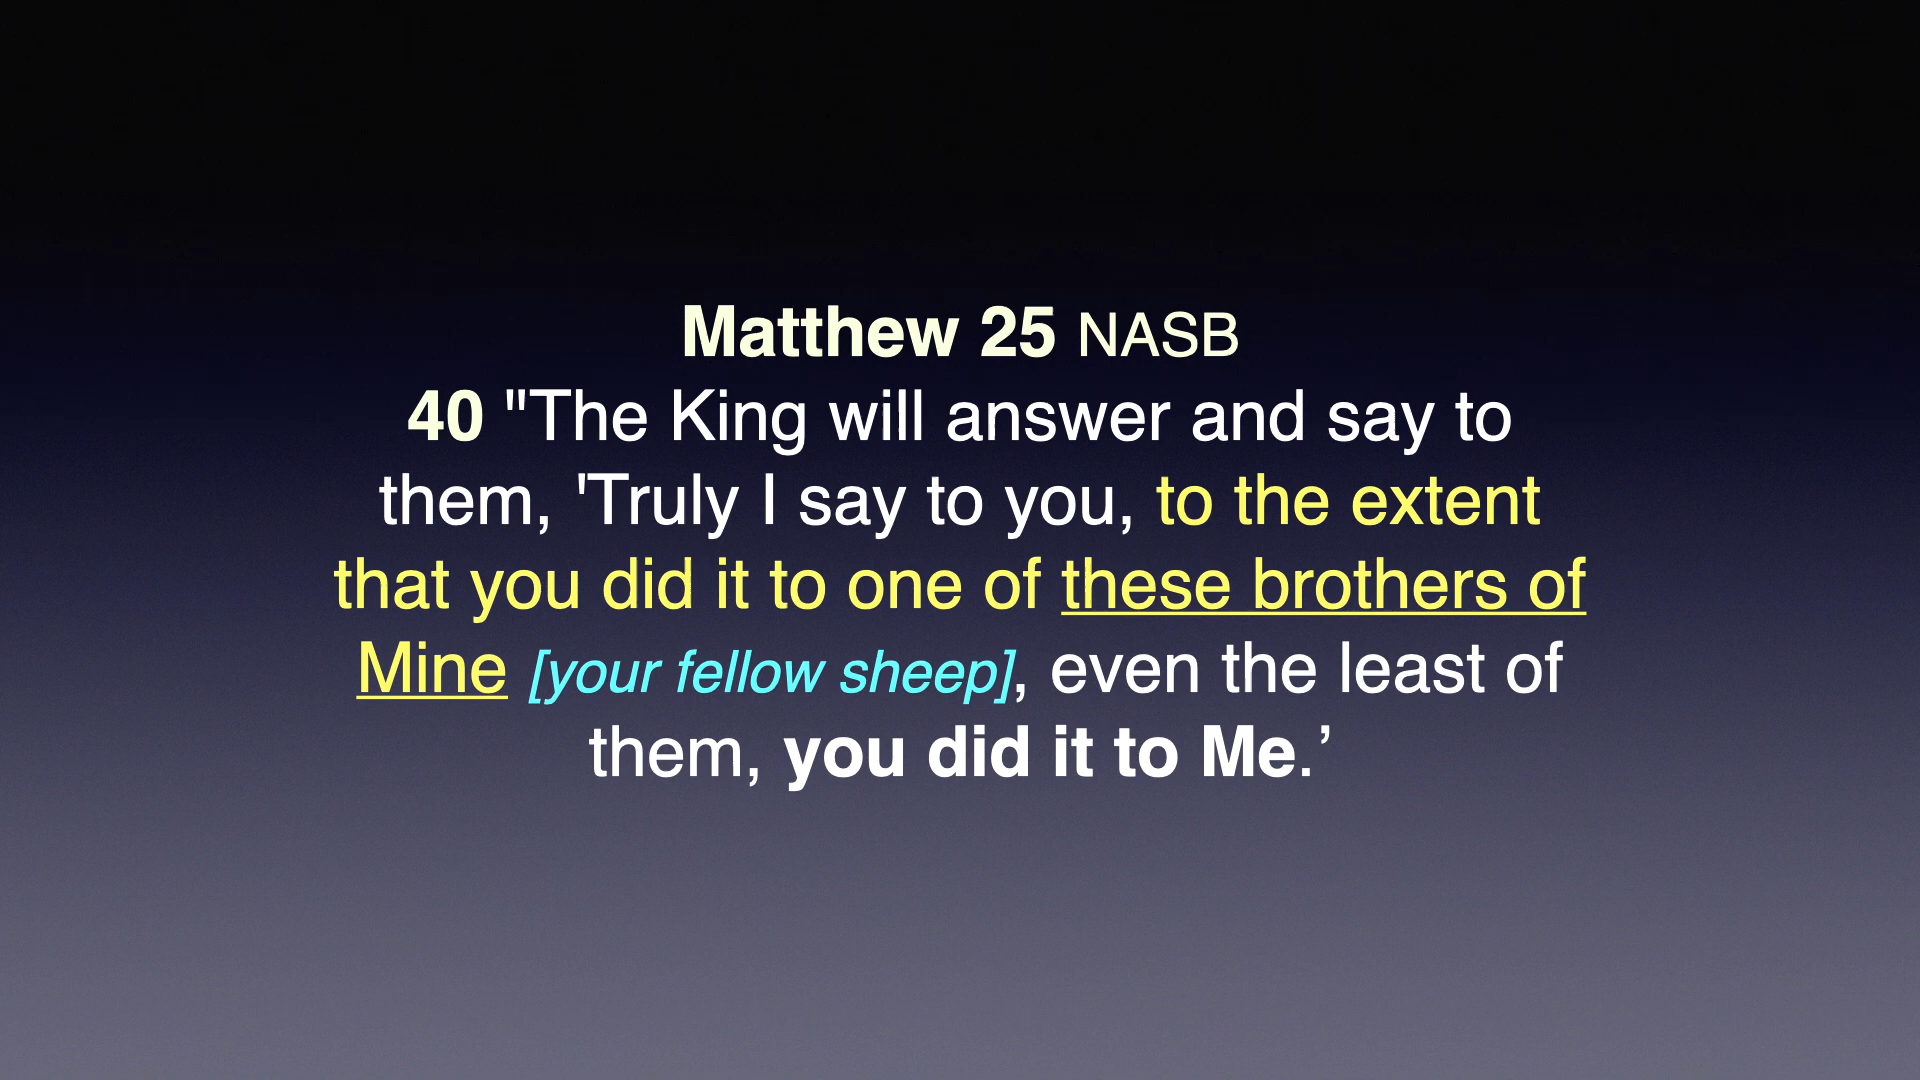 Matthew 25 NASB
40 "The King will answer and say to
them, 'Truly I say to you, to the extent
that you did it to one of these brothers of
Mine [your fellow sheep], even the least of
them, you did it to Me.’